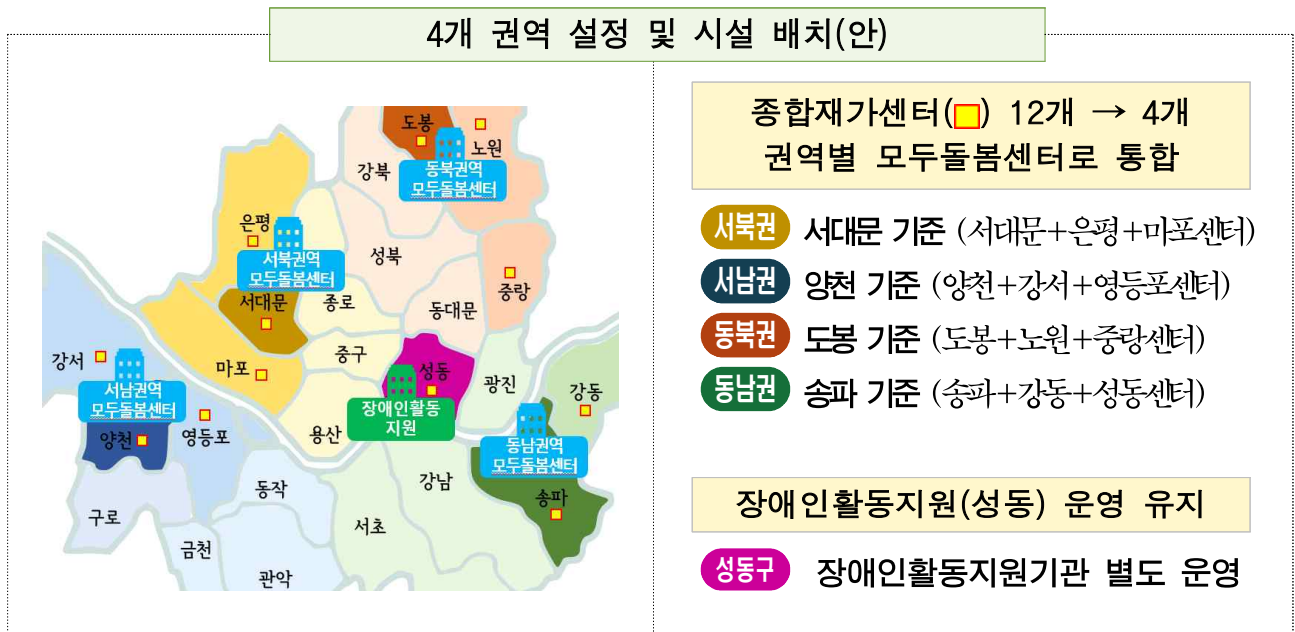 4개 권역 설정 및 시설 배치(안)
도봉
노원
강북
동북권역
모두돌봄센터
은평
서북권역
모두돌봄센터
성북
서대문
종로
중랑
동대문
강서
마포
중구
성동
광진
강동
서남권역
모두돌봄센터
장애인활동
지원
양천
영등포
용산
동남권역
모두돌봄센터
강남
송파
구로
동작
서초
금천
관악
종합재가센터() 12개 → 4개
권역별 모두돌봄센터로 통합
서북권 서대문 기준 (서대문+은평+마포센터)
서남권 양천 기준 (양천+강서+영등포센터)
동북권 도봉 기준 (도봉+노원+중랑센터)
동남권 송파 기준 (송파+강동+성동센터)
장애인활동지원(성동) 운영 유지
성동구 장애인활동지원기관 별도 운영